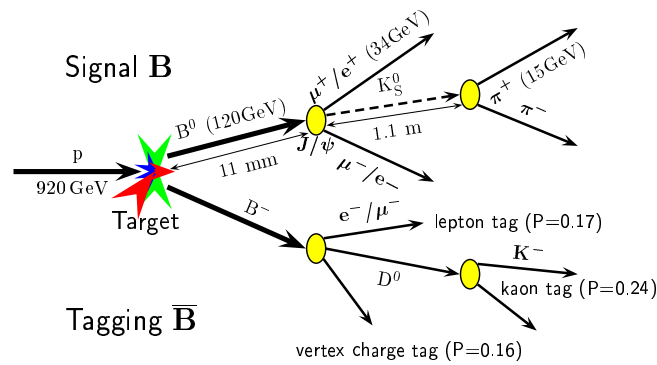 Signal B
μ⁺/e⁺ (34GeV)
B⁰ (120GeV)
K⁰_S
π⁺ (15GeV)
π⁻
1.1 m
J/ψ
11 mm
μ⁻/e−
p
920 GeV
Target
B⁻
e⁻/μ⁻
lepton tag (P=0.17)
K⁻
D⁰
kaon tag (P=0.24)
Tagging B̅
vertex charge tag (P=0.16)